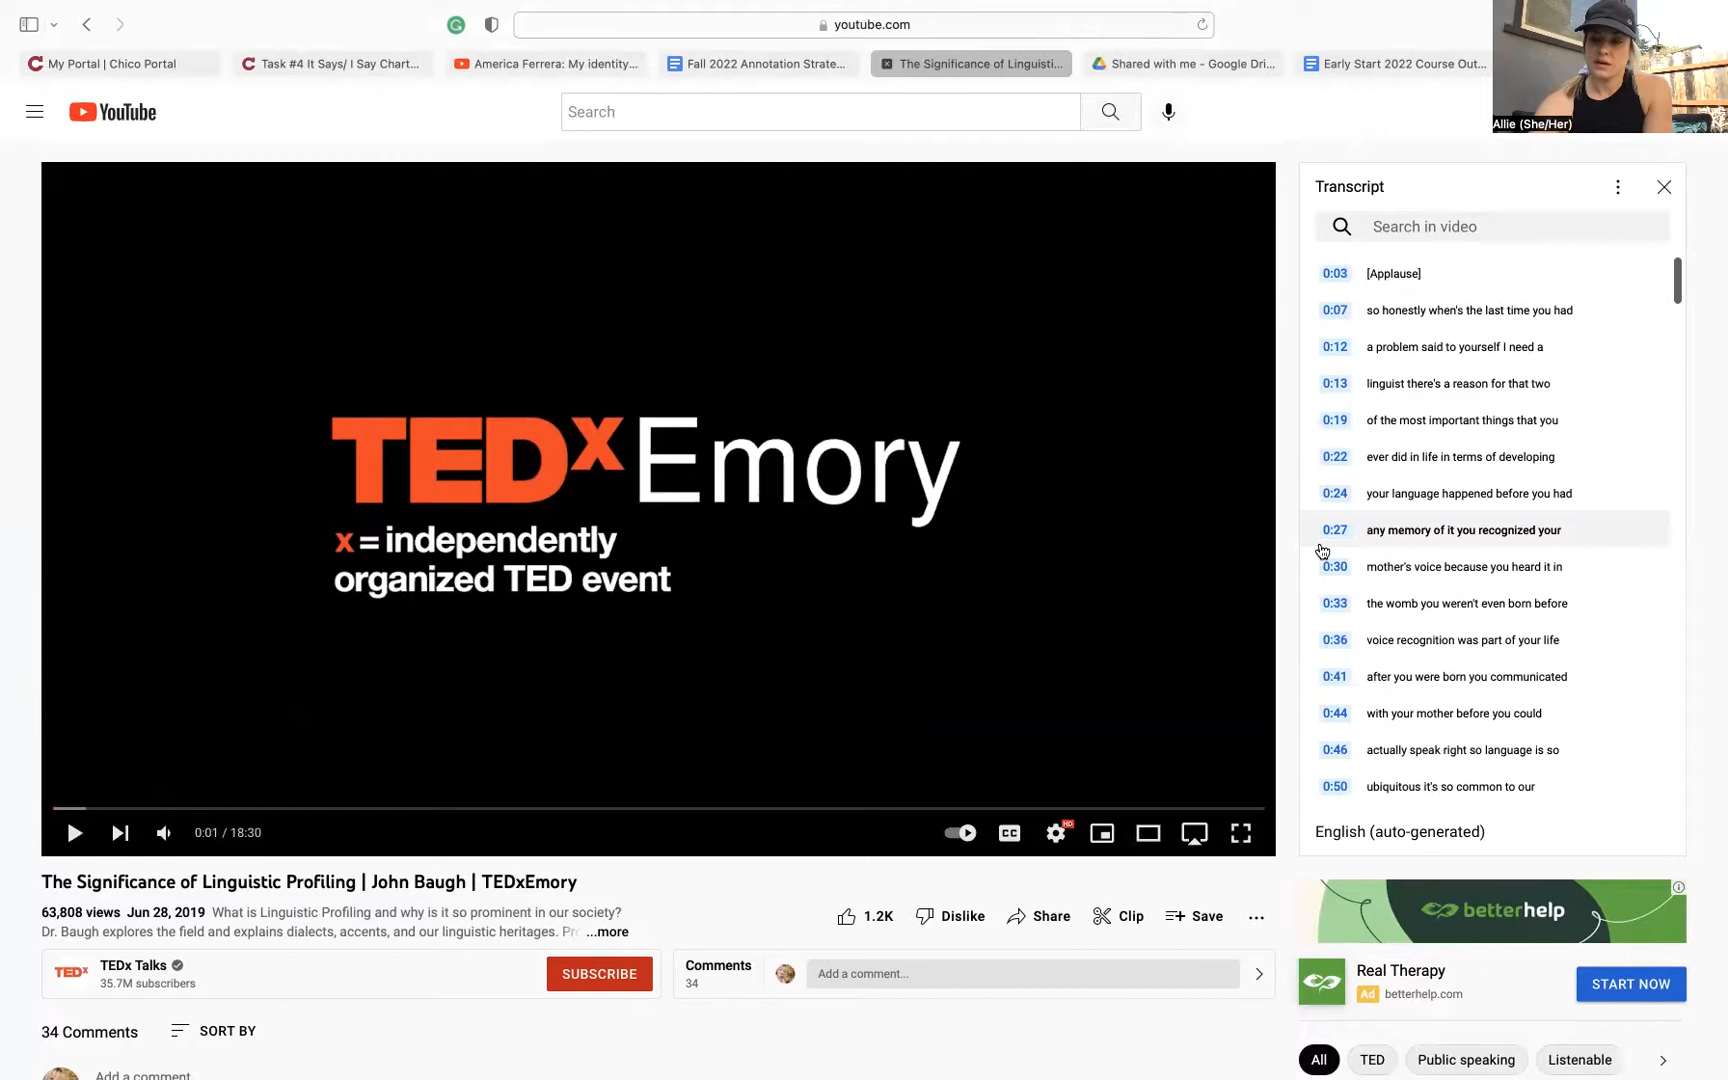 youtube.com
My Portal | Chico Portal
Task #4 It Says/ I Say Chart...
America Ferrera: My identity...
Fall 2022 Annotation Strate...
The Significance of Linguisti...
Shared with me - Google Dri...
Early Start 2022 Course Out...
Allie (She/Her)
YouTube
Search
TEDxEmory
x = independently
organized TED event
0:01 / 18:30
CC
HD
Transcript
Search in video
0:03 [Applause]
0:07 so honestly when's the last time you had
0:12 a problem said to yourself I need a
0:13 linguist there's a reason for that two
0:19 of the most important things that you
0:22 ever did in life in terms of developing
0:24 your language happened before you had
0:27 any memory of it you recognized your
0:30 mother's voice because you heard it in
0:33 the womb you weren't even born before
0:36 voice recognition was part of your life
0:41 after you were born you communicated
0:44 with your mother before you could
0:46 actually speak right so language is so
0:50 ubiquitous it's so common to our
English (auto-generated)
The Significance of Linguistic Profiling | John Baugh | TEDxEmory
63,808 views Jun 28, 2019 What is Linguistic Profiling and why is it so prominent in our society?
Dr. Baugh explores the field and explains dialects, accents, and our linguistic heritages. ...more
1.2K
Dislike
Share
Clip
Save
TEDx
TEDx Talks
35.7M subscribers
SUBSCRIBE
Comments
34
Add a comment...
34 Comments
SORT BY
Add a comment
betterhelp
Real Therapy
Ad betterhelp.com
START NOW
All
TED
Public speaking
Listenable